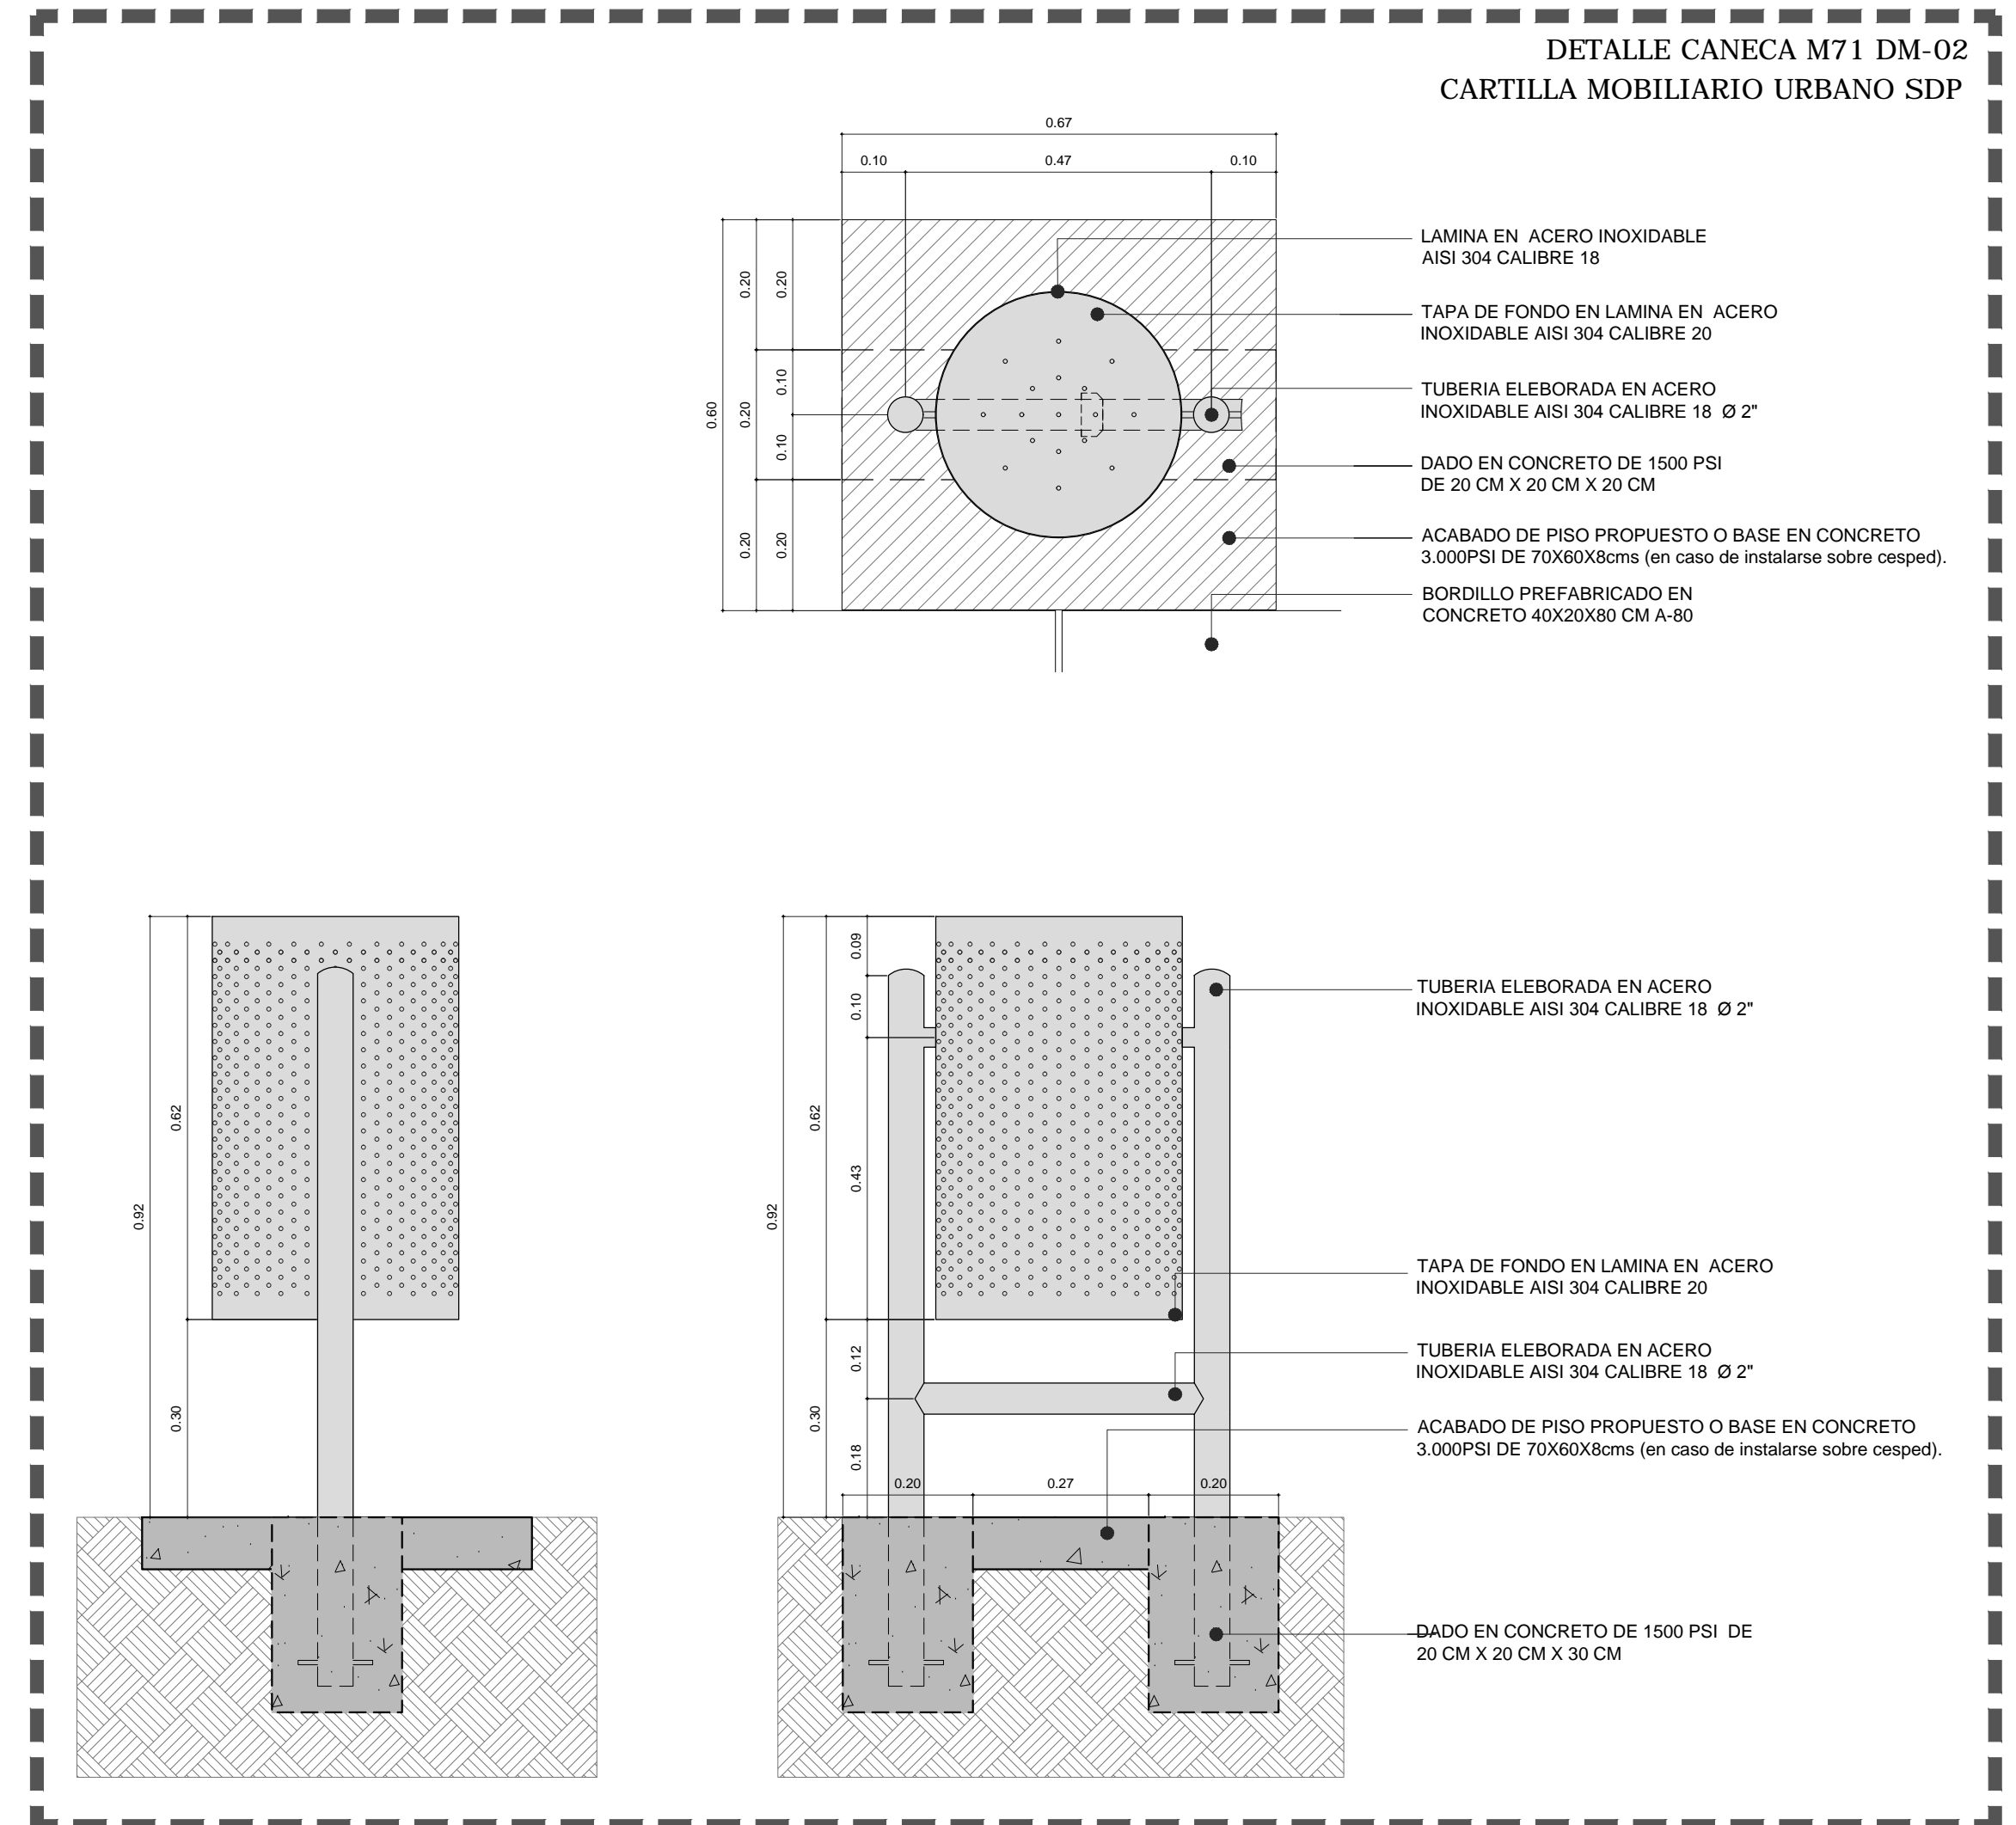 DETALLE CANECA M71 DM-02
CARTILLA MOBILIARIO URBANO SDP
0.67
0.10
0.47
0.10
0.60
0.20
0.20
0.20
0.20
0.10
0.10
0.20
LAMINA EN  ACERO INOXIDABLE
AISI 304 CALIBRE 18
TAPA DE FONDO EN LAMINA EN  ACERO
INOXIDABLE AISI 304 CALIBRE 20
TUBERIA ELEBORADA EN ACERO
INOXIDABLE AISI 304 CALIBRE 18  Ø 2"
DADO EN CONCRETO DE 1500 PSI
DE 20 CM X 20 CM X 20 CM
ACABADO DE PISO PROPUESTO O BASE EN CONCRETO
3.000PSI DE 70X60X8cms (en caso de instalarse sobre cesped).
BORDILLO PREFABRICADO EN
CONCRETO 40X20X80 CM A-80
0.92
0.62
0.30
0.92
0.62
0.30
0.09
0.10
0.43
0.12
0.18
0.20
0.27
0.20
TUBERIA ELEBORADA EN ACERO
INOXIDABLE AISI 304 CALIBRE 18  Ø 2"
TAPA DE FONDO EN LAMINA EN  ACERO
INOXIDABLE AISI 304 CALIBRE 20
TUBERIA ELEBORADA EN ACERO
INOXIDABLE AISI 304 CALIBRE 18  Ø 2"
ACABADO DE PISO PROPUESTO O BASE EN CONCRETO
3.000PSI DE 70X60X8cms (en caso de instalarse sobre cesped).
DADO EN CONCRETO DE 1500 PSI  DE
20 CM X 20 CM X 30 CM